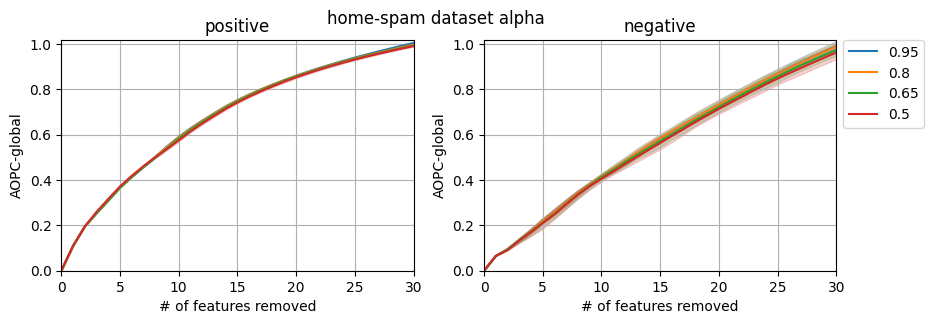 home-spam dataset alpha
positive
AOPC-global
1.0
0.8
0.6
0.4
0.2
0.0
0 5 10 15 20 25 30
# of features removed
negative
AOPC-global
1.0
0.8
0.6
0.4
0.2
0.0
0 5 10 15 20 25 30
# of features removed
0.95
0.8
0.65
0.5